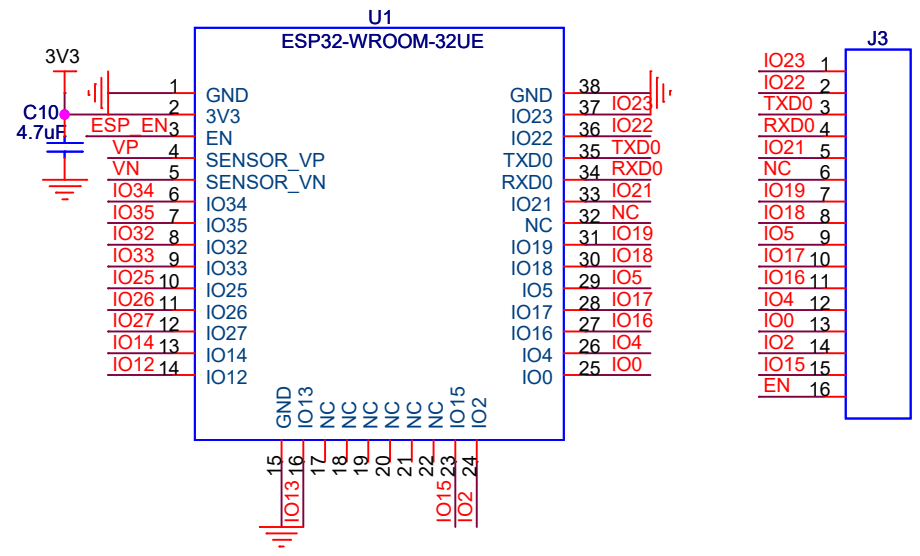 U1
ESP32-WROOM-32UE
3V3
C10
4.7uF
1 GND
2 3V3
ESP_EN 3 EN
VP 4 SENSOR_VP
VN 5 SENSOR_VN
IO34 6 IO34
IO35 7 IO35
IO32 8 IO32
IO33 9 IO33
IO25 10 IO25
IO26 11 IO26
IO27 12 IO27
IO14 13 IO14
IO12 14 IO12
GND 38
IO23 37 IO23
IO22 36 IO22
TXD0 35 TXD0
RXD0 34 RXD0
IO21 33 IO21
NC 32 NC
IO19 31 IO19
IO18 30 IO18
IO5 29 IO5
IO17 28 IO17
IO16 27 IO16
IO4 26 IO4
IO0 25 IO0
GND 15
IO13 16 IO13
NC 17
NC 18
NC 19
NC 20
NC 21
NC 22
IO15 23 IO15
IO2 24 IO2
J3
IO23 1
IO22 2
TXD0 3
RXD0 4
IO21 5
NC 6
IO19 7
IO18 8
IO5 9
IO17 10
IO16 11
IO4 12
IO0 13
IO2 14
IO15 15
EN 16